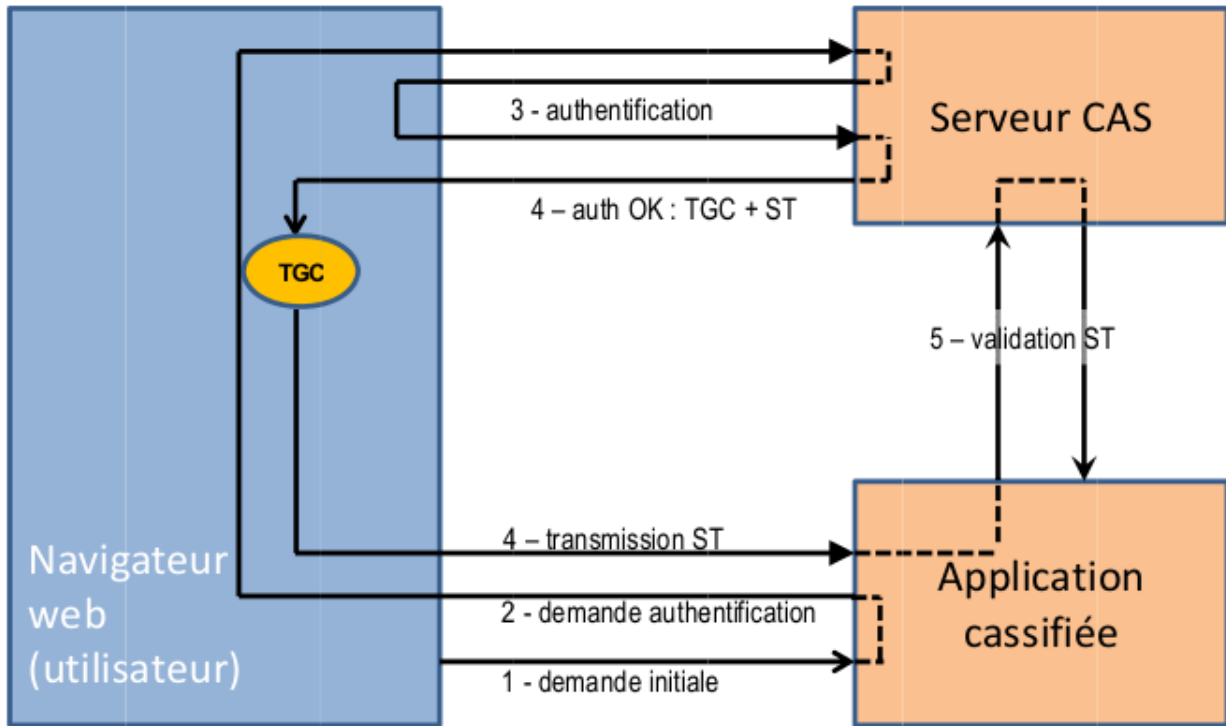 Serveur CAS
3 - authentification
4 – auth OK : TGC + ST
TGC
5 – validation ST
4 – transmission ST
Navigateur
web
(utilisateur)
Application
cassifiée
2 - demande authentification
1 - demande initiale